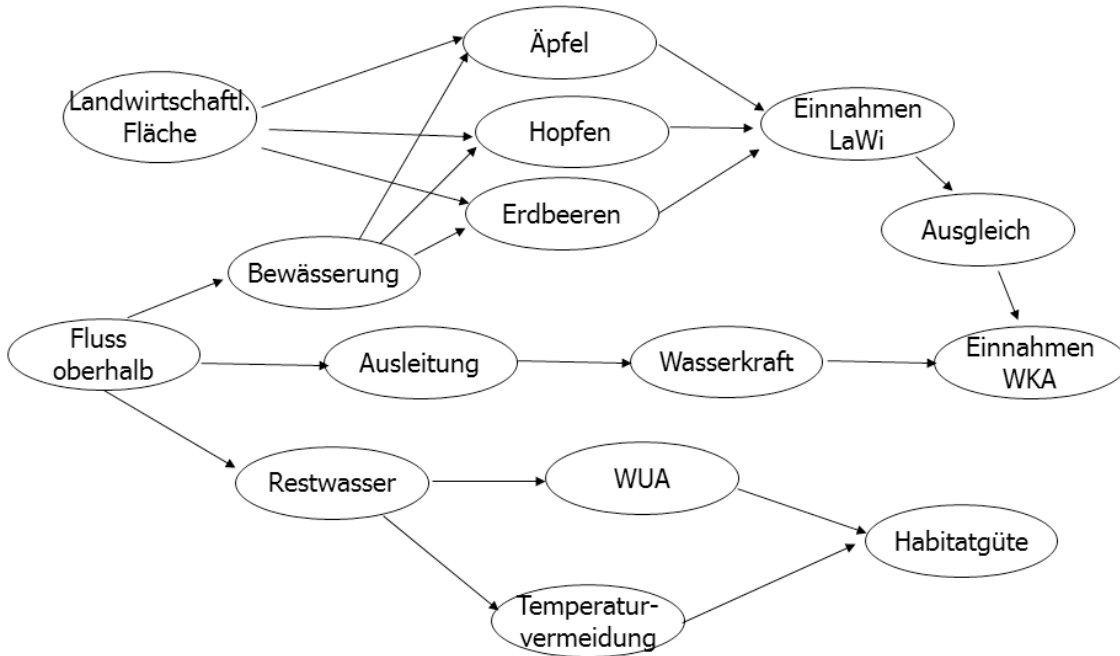 Äpfel
Landwirtschaftl.
Fläche
Hopfen
Einnahmen
LaWi
Erdbeeren
Ausgleich
Bewässerung
Fluss
oberhalb
Ausleitung
Wasserkraft
Einnahmen
WKA
Restwasser
WUA
Habitatgüte
Temperatur-
vermeidung